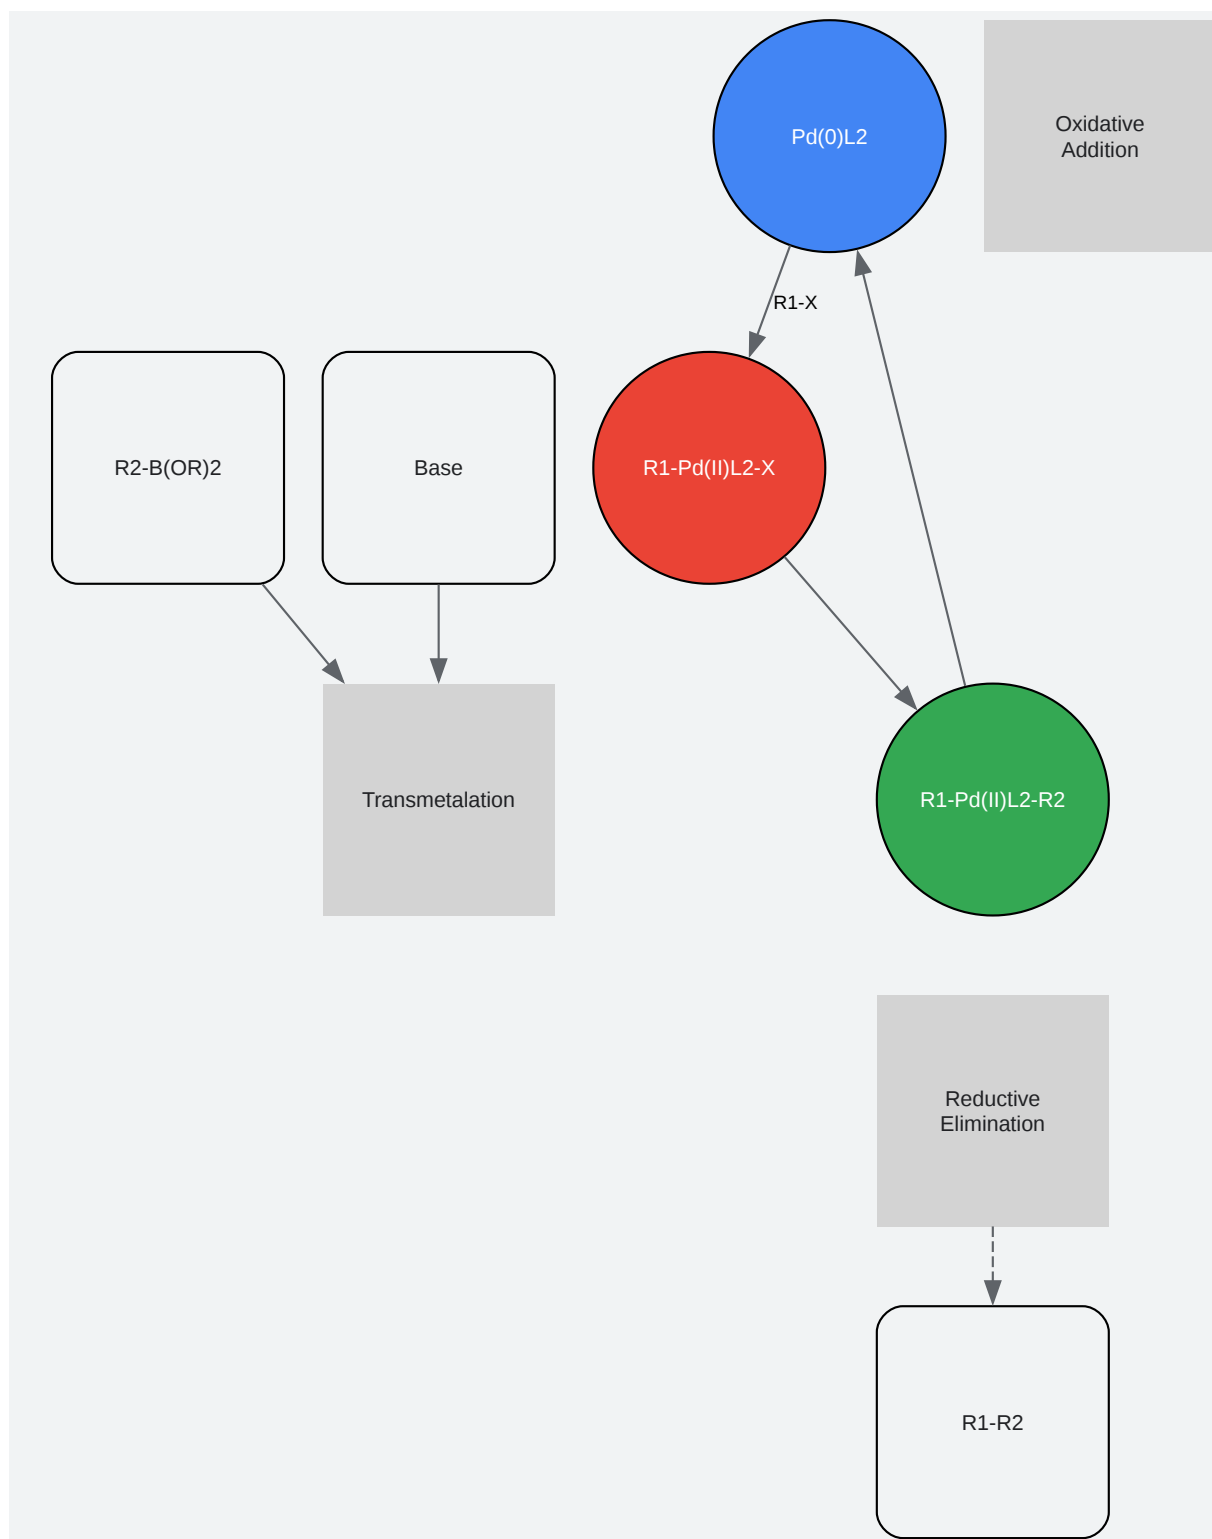 Pd(0)L2
Oxidative
Addition
R1-X
R2-B(OR)2
Base
R1-Pd(II)L2-X
Transmetalation
R1-Pd(II)L2-R2
Reductive
Elimination
R1-R2